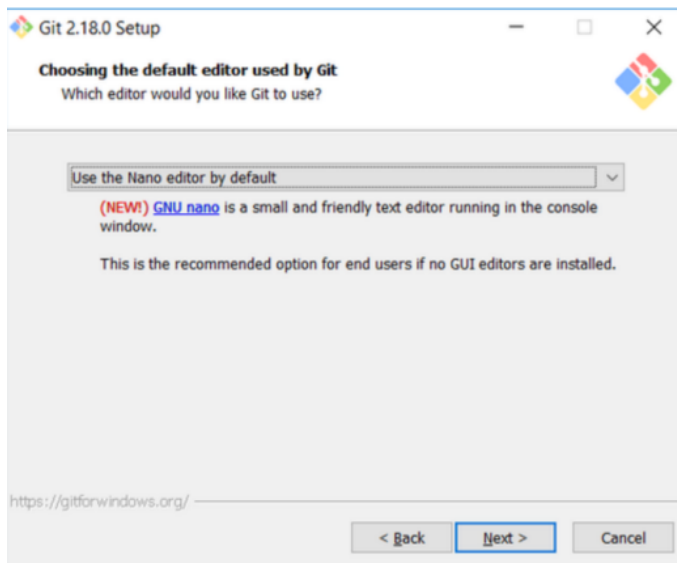 Git 2.18.0 Setup
Choosing the default editor used by Git
Which editor would you like Git to use?
Use the Nano editor by default
(NEW!) GNU nano is a small and friendly text editor running in the console
window.
This is the recommended option for end users if no GUI editors are installed.
https://gitforwindows.org/
< Back Next > Cancel